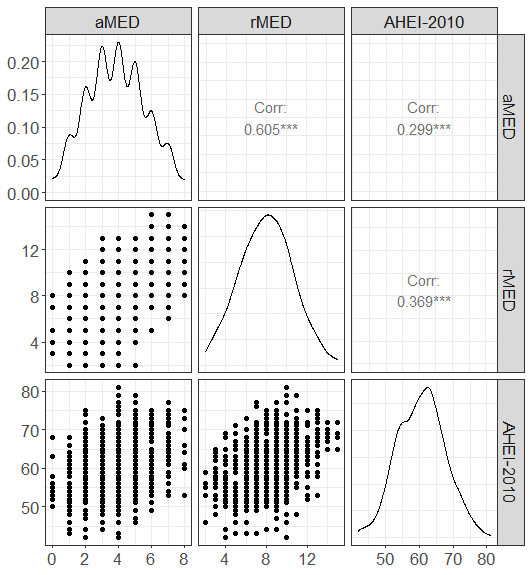 aMED rMED AHEI-2010
0.20
0.15
0.10
0.05
0.00
Corr:
0.605***
Corr:
0.299***
aMED
12
8
4
Corr:
0.369***
rMED
80
70
60
50
AHEI-2010
0 2 4 6 8 4 8 12 50 60 70 80